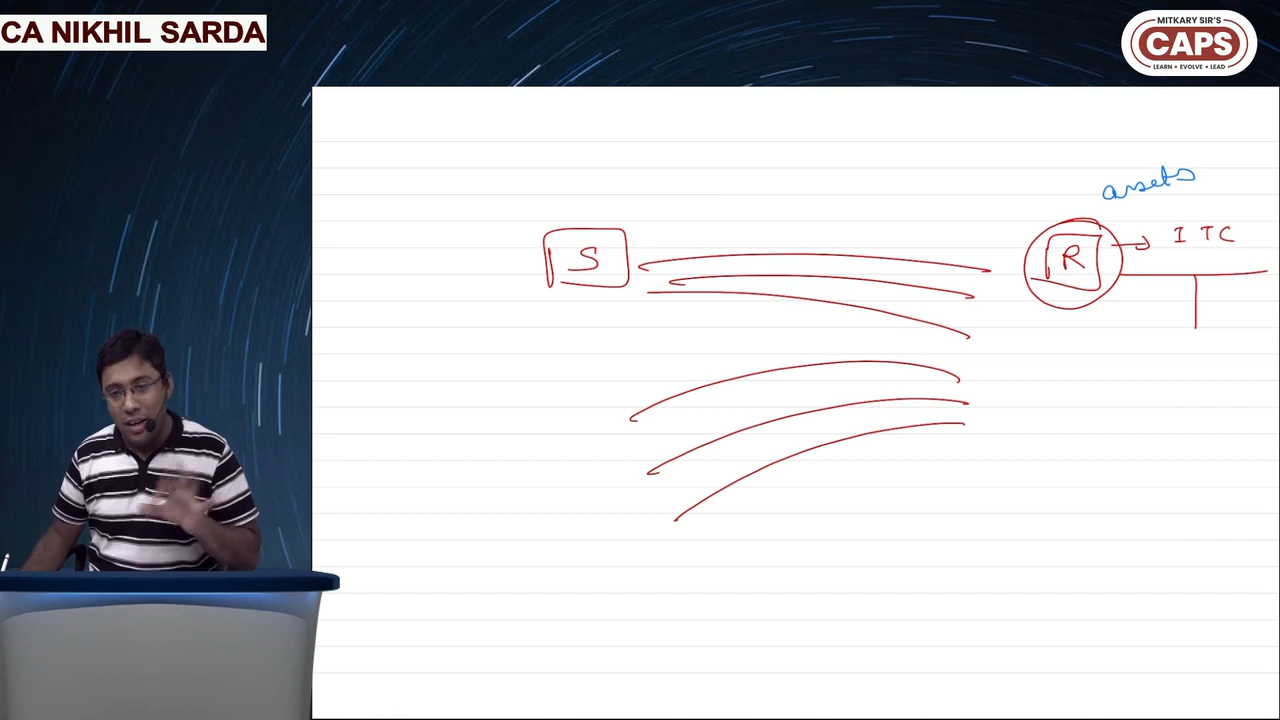 CA NIKHIL SARDA
MITKARY SIR'S
CAPS
LEARN • EVOLVE • LEAD
assets
S
R
ITC